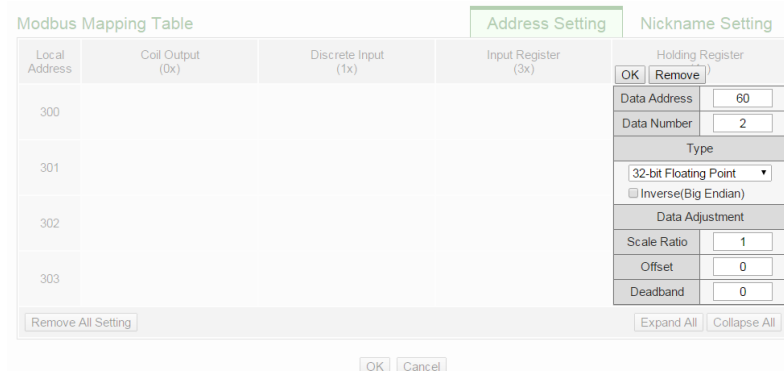 Modbus Mapping Table Address Setting Nickname Setting
Local Address Coil Output (0x) Discrete Input (1x) Input Register (3x) Holding Register
OK Remove )
Data Address 60
300
Data Number 2
Type
301
32-bit Floating Point
Inverse(Big Endian)
302
Data Adjustment
Scale Ratio 1
Offset 0
303
Deadband 0
Remove All Setting Expand All Collapse All
OK Cancel